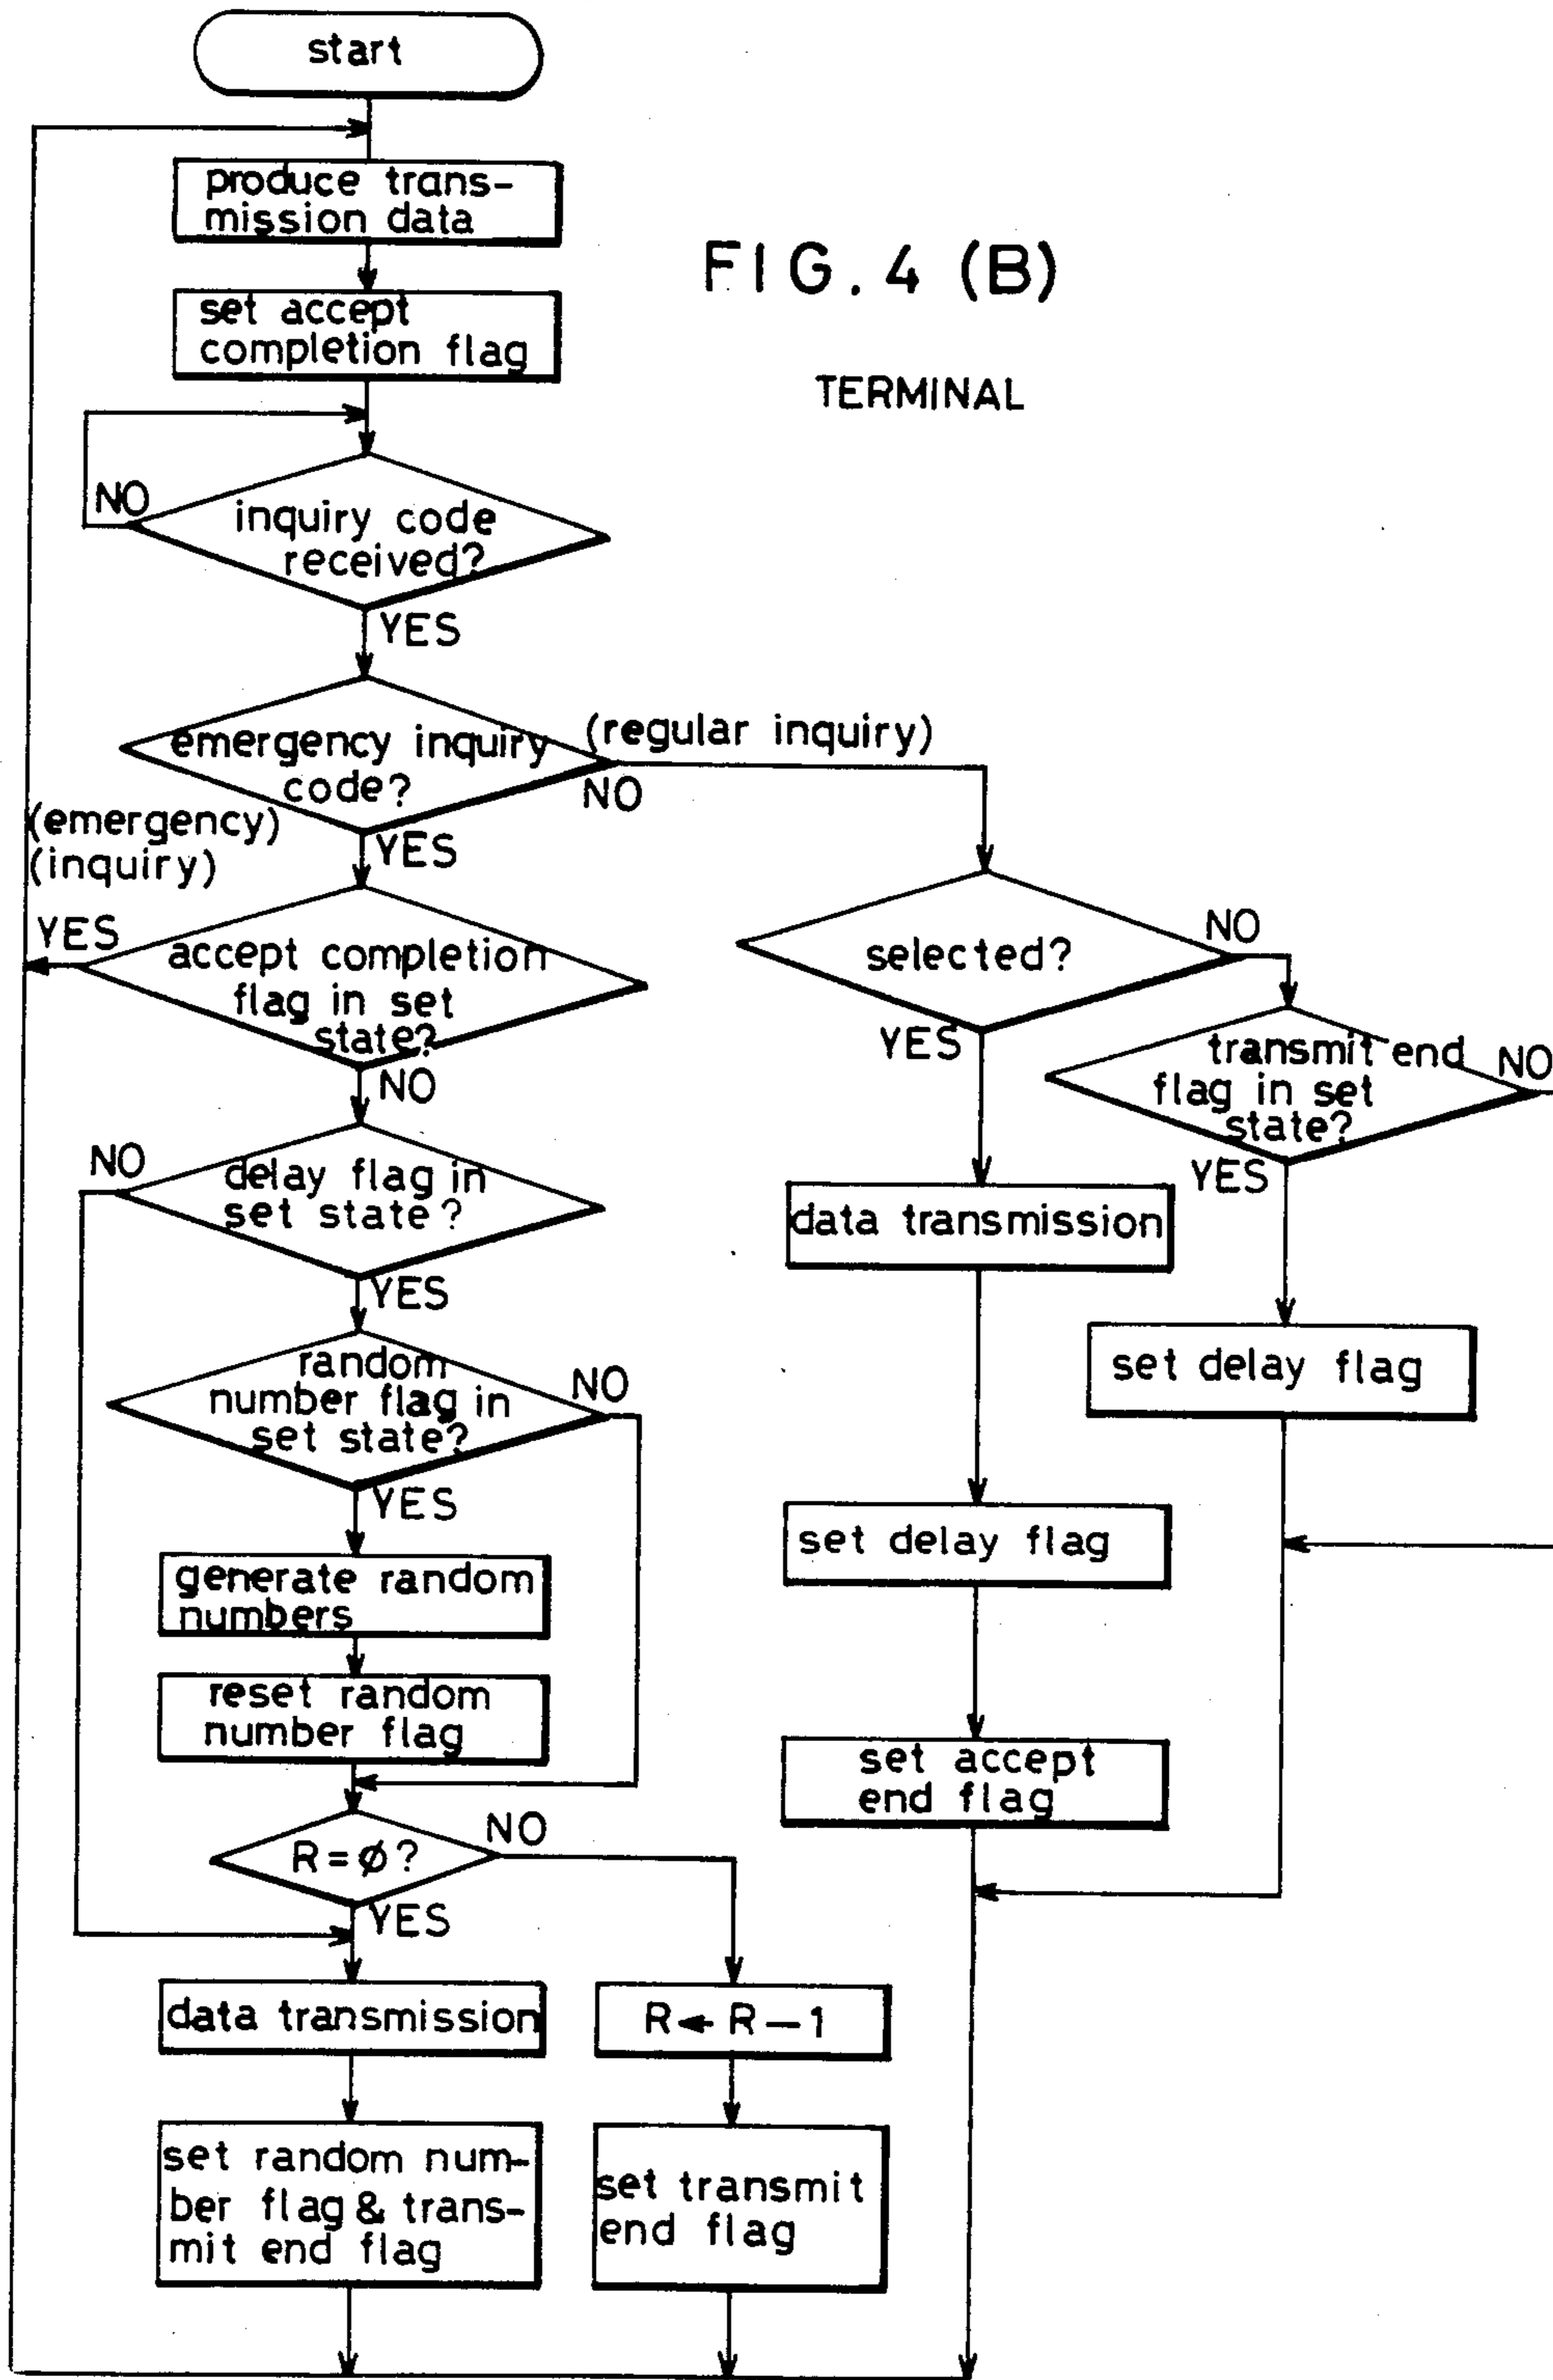 start
produce trans-
mission data
FIG. 4 (B)
set accept
completion flag
TERMINAL
NO
inquiry code
received?
YES
emergency inquiry
code?
(regular inquiry)
NO
(emergency)
(inquiry)
YES
YES
accept completion
flag in set
state?
NO
selected?
NO
YES
transmit end
flag in set
state?
NO
YES
NO
delay flag in
set state?
YES
data transmission
set delay flag
random
number flag in
set state?
NO
YES
set delay flag
generate random
numbers
reset random
number flag
set accept
end flag
R=ø?
NO
YES
data transmission
R← R-1
set random num-
ber flag & trans-
mit end flag
set transmit
end flag